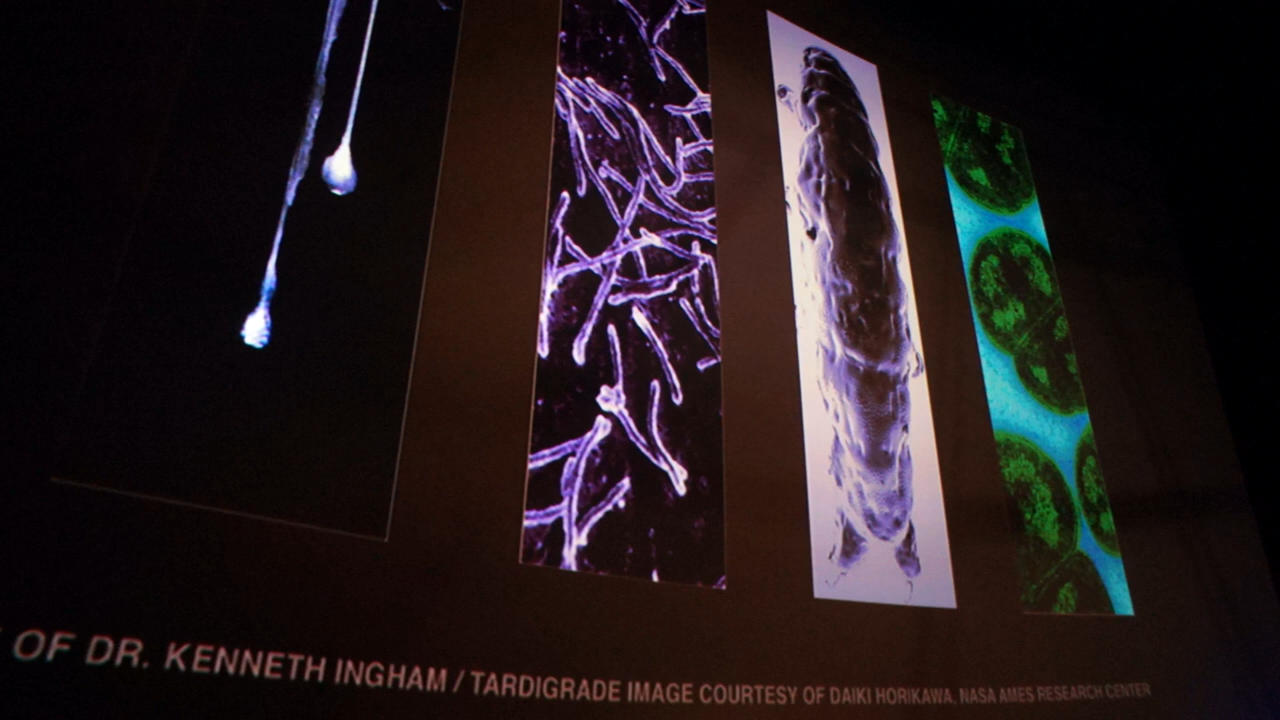 OF DR. KENNETH INGHAM / TARDIGRADE IMAGE COURTESY OF DAIKI HORIKAWA, NASA AMES RESEARCH CENTER